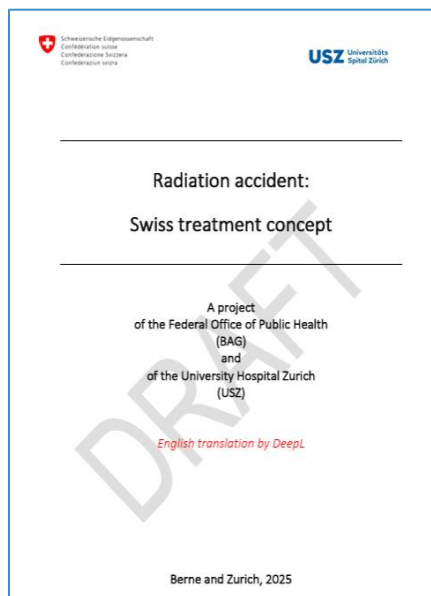 Schweizerische Eidgenossenschaft
Confédération suisse
Confederazione Svizzera
Confederaziun svizra
USZ Universitäts
Spital Zürich
Radiation accident:
Swiss treatment concept
DRAFT
A project
of the Federal Office of Public Health
(BAG)
and
of the University Hospital Zurich
(USZ)
English translation by DeepL
Berne and Zurich, 2025